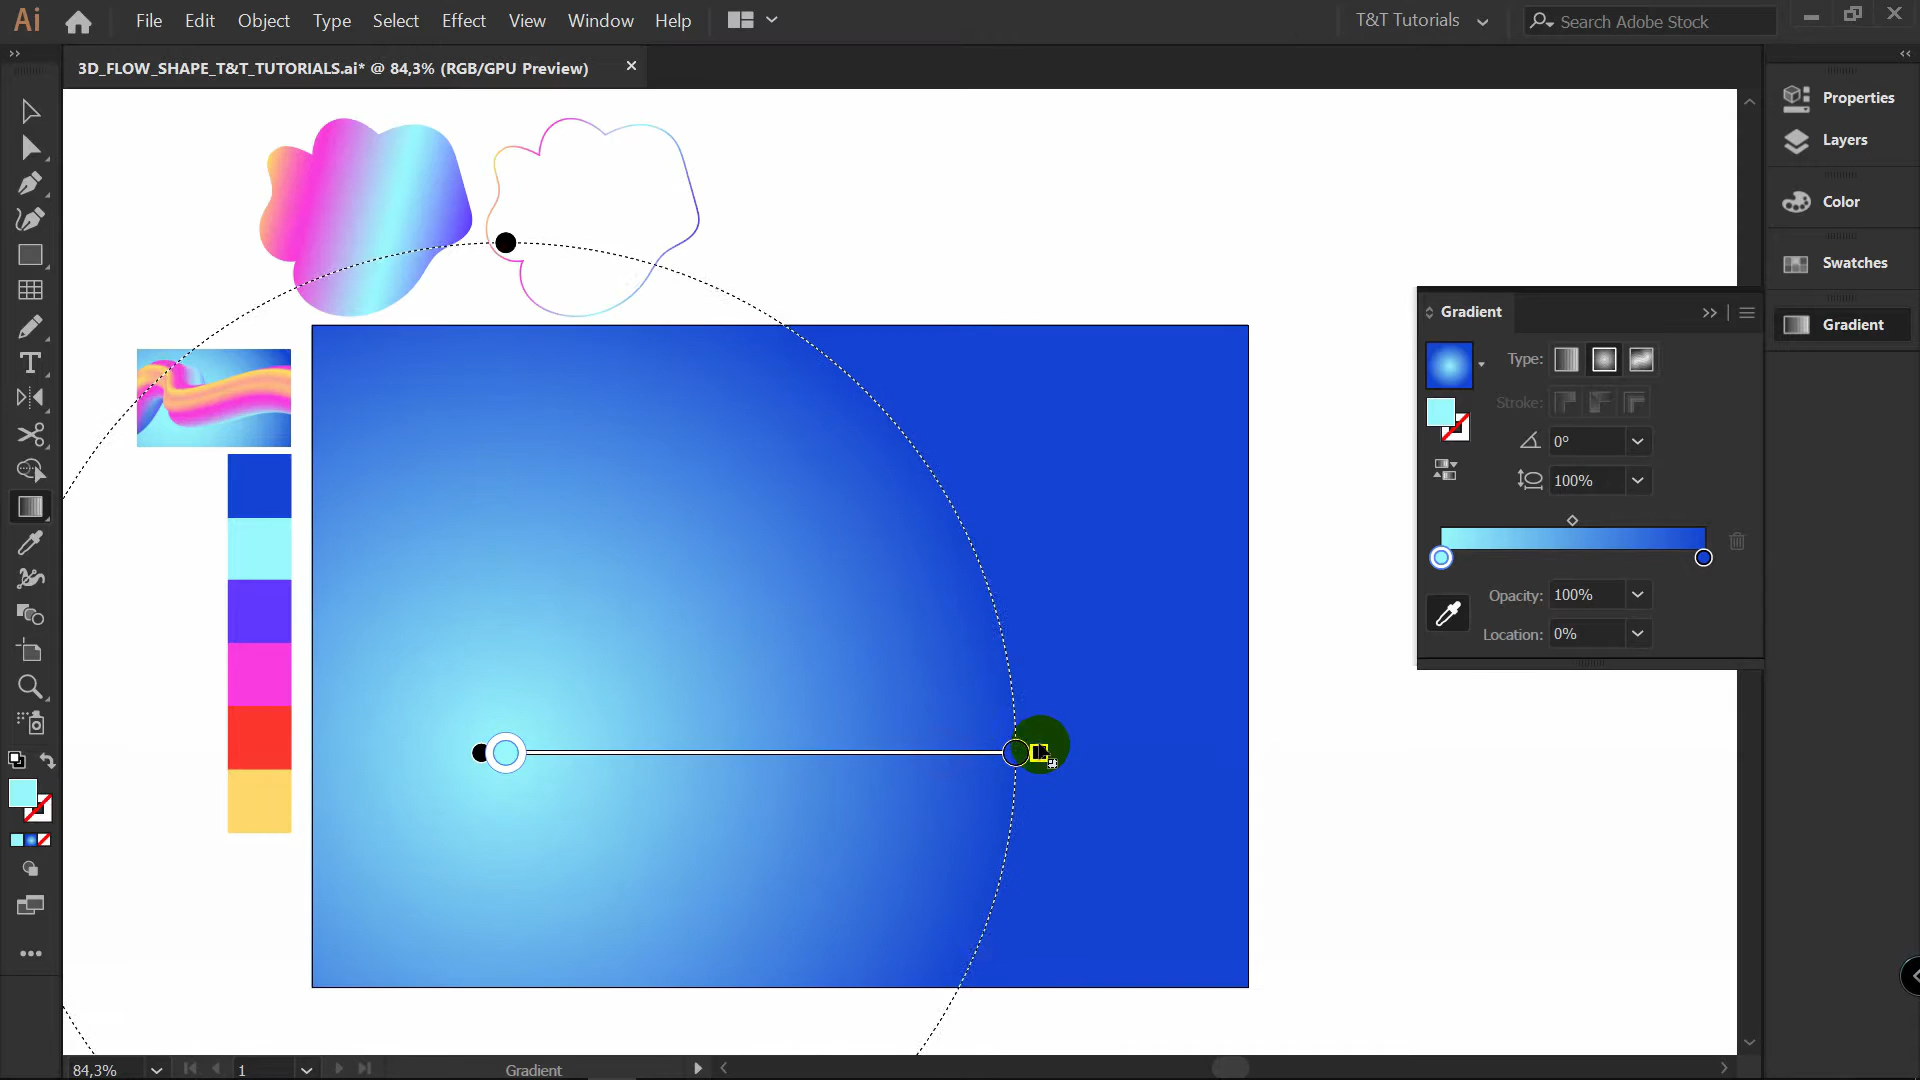 Ai File Edit Object Type Select Effect View Window Help T&T Tutorials Search Adobe Stock
3D_FLOW_SHAPE_T&T_TUTORIALS.ai* @ 84,3% (RGB/GPU Preview)
Properties
Layers
Color
Swatches
Gradient
Gradient
Type:
Stroke:
0°
100%
Opacity: 100%
Location: 0%
T
84,3% 1 Gradient